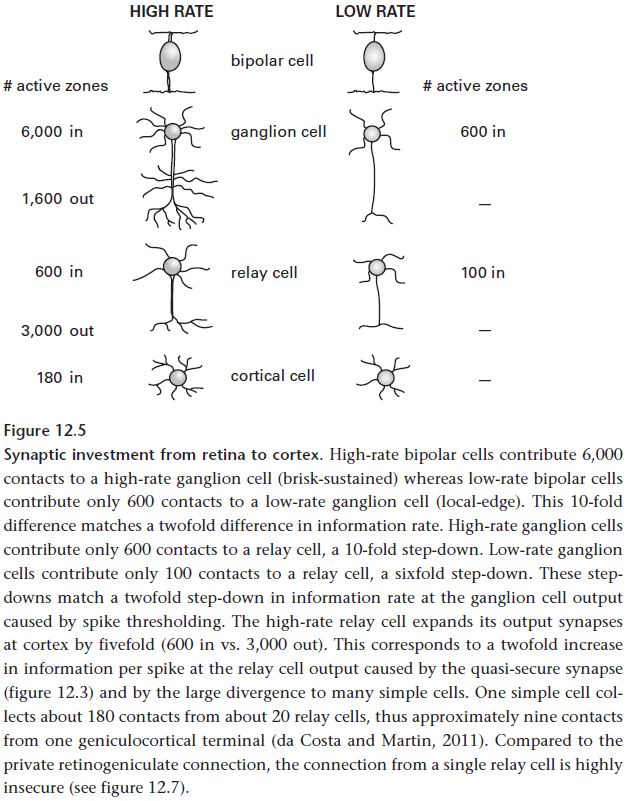 HIGH RATE LOW RATE
bipolar cell
# active zones # active zones
6,000 in ganglion cell 600 in
1,600 out —
600 in relay cell 100 in
3,000 out —
180 in cortical cell —
Figure 12.5
Synaptic investment from retina to cortex. High-rate bipolar cells contribute 6,000
contacts to a high-rate ganglion cell (brisk-sustained) whereas low-rate bipolar cells
contribute only 600 contacts to a low-rate ganglion cell (local-edge). This 10-fold
difference matches a twofold difference in information rate. High-rate ganglion cells
contribute only 600 contacts to a relay cell, a 10-fold step-down. Low-rate ganglion
cells contribute only 100 contacts to a relay cell, a sixfold step-down. These step-
downs match a twofold step-down in information rate at the ganglion cell output
caused by spike thresholding. The high-rate relay cell expands its output synapses
at cortex by fivefold (600 in vs. 3,000 out). This corresponds to a twofold increase
in information per spike at the relay cell output caused by the quasi-secure synapse
(figure 12.3) and by the large divergence to many simple cells. One simple cell col-
lects about 180 contacts from about 20 relay cells, thus approximately nine contacts
from one geniculocortical terminal (da Costa and Martin, 2011). Compared to the
private retinogeniculate connection, the connection from a single relay cell is highly
insecure (see figure 12.7).